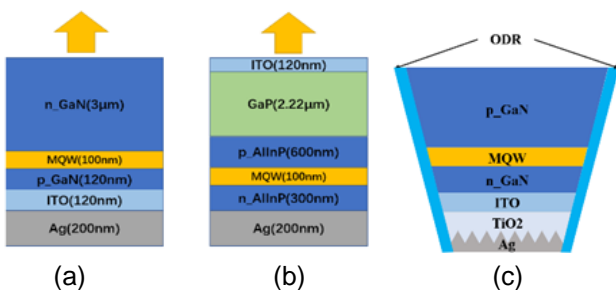 n_GaN(3μm)
MQW(100nm)
p_GaN(120nm)
ITO(120nm)
Ag(200nm)
(a)
ITO(120nm)
GaP(2.22μm)
p_AlInP(600nm)
MQW(100nm)
n_AlInP(300nm)
Ag(200nm)
(b)
ODR
p_GaN
MQW
n_GaN
ITO
TiO2
Ag
(c)